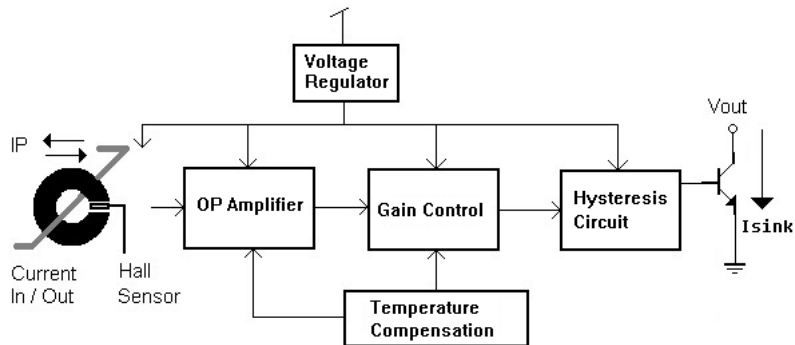 Voltage
Regulator
Vout
IP
OP Amplifier
Gain Control
Hysteresis
Circuit
Isink
Current
In / Out
Hall
Sensor
Temperature
Compensation